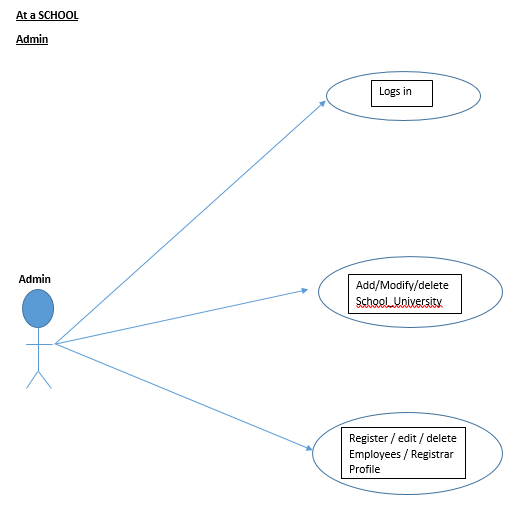 At a SCHOOL
Admin
Logs in
Admin
Add/Modify/delete
School_University
Register / edit / delete
Employees / Registrar
Profile